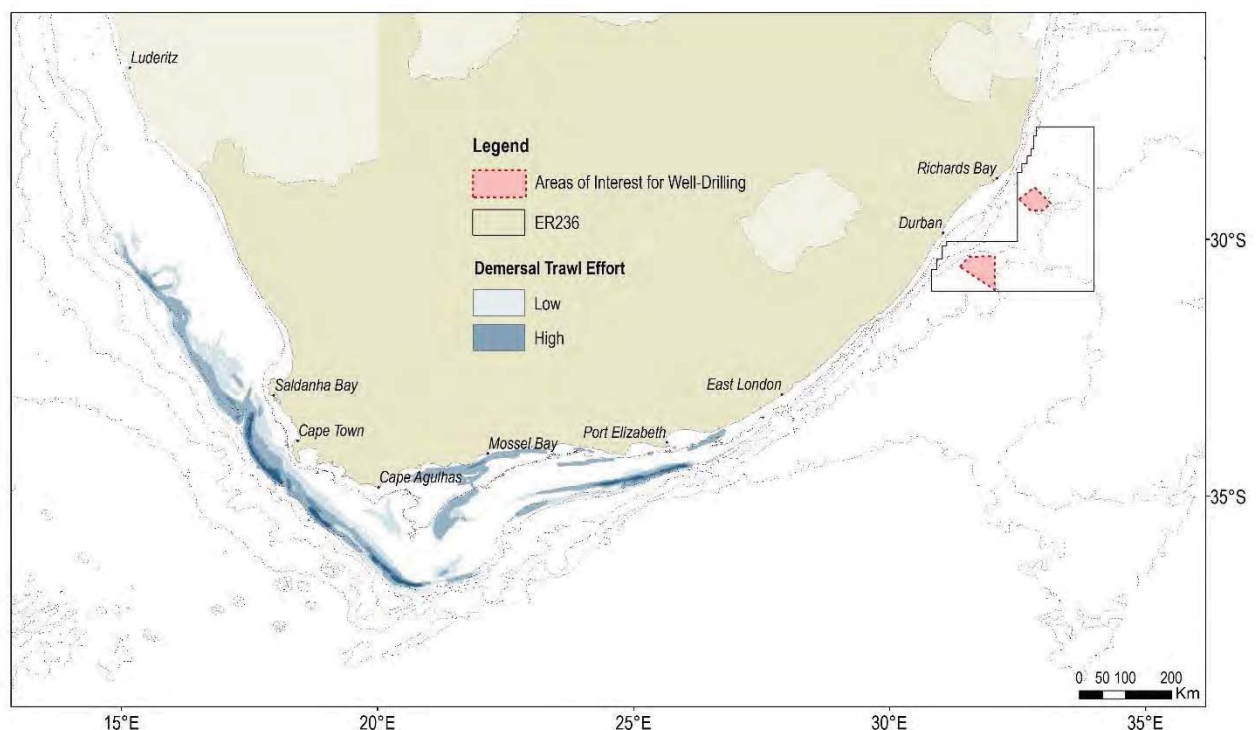 Luderitz
Legend
Areas of Interest for Well-Drilling
ER236
Demersal Trawl Effort
Low
High
Richards Bay
Durban
30°S
Saldanha Bay
East London
Cape Town
Port Elizabeth
Mossel Bay
Cape Agulhas
35°S
0 50 100 200
Km
15°E 20°E 25°E 30°E 35°E